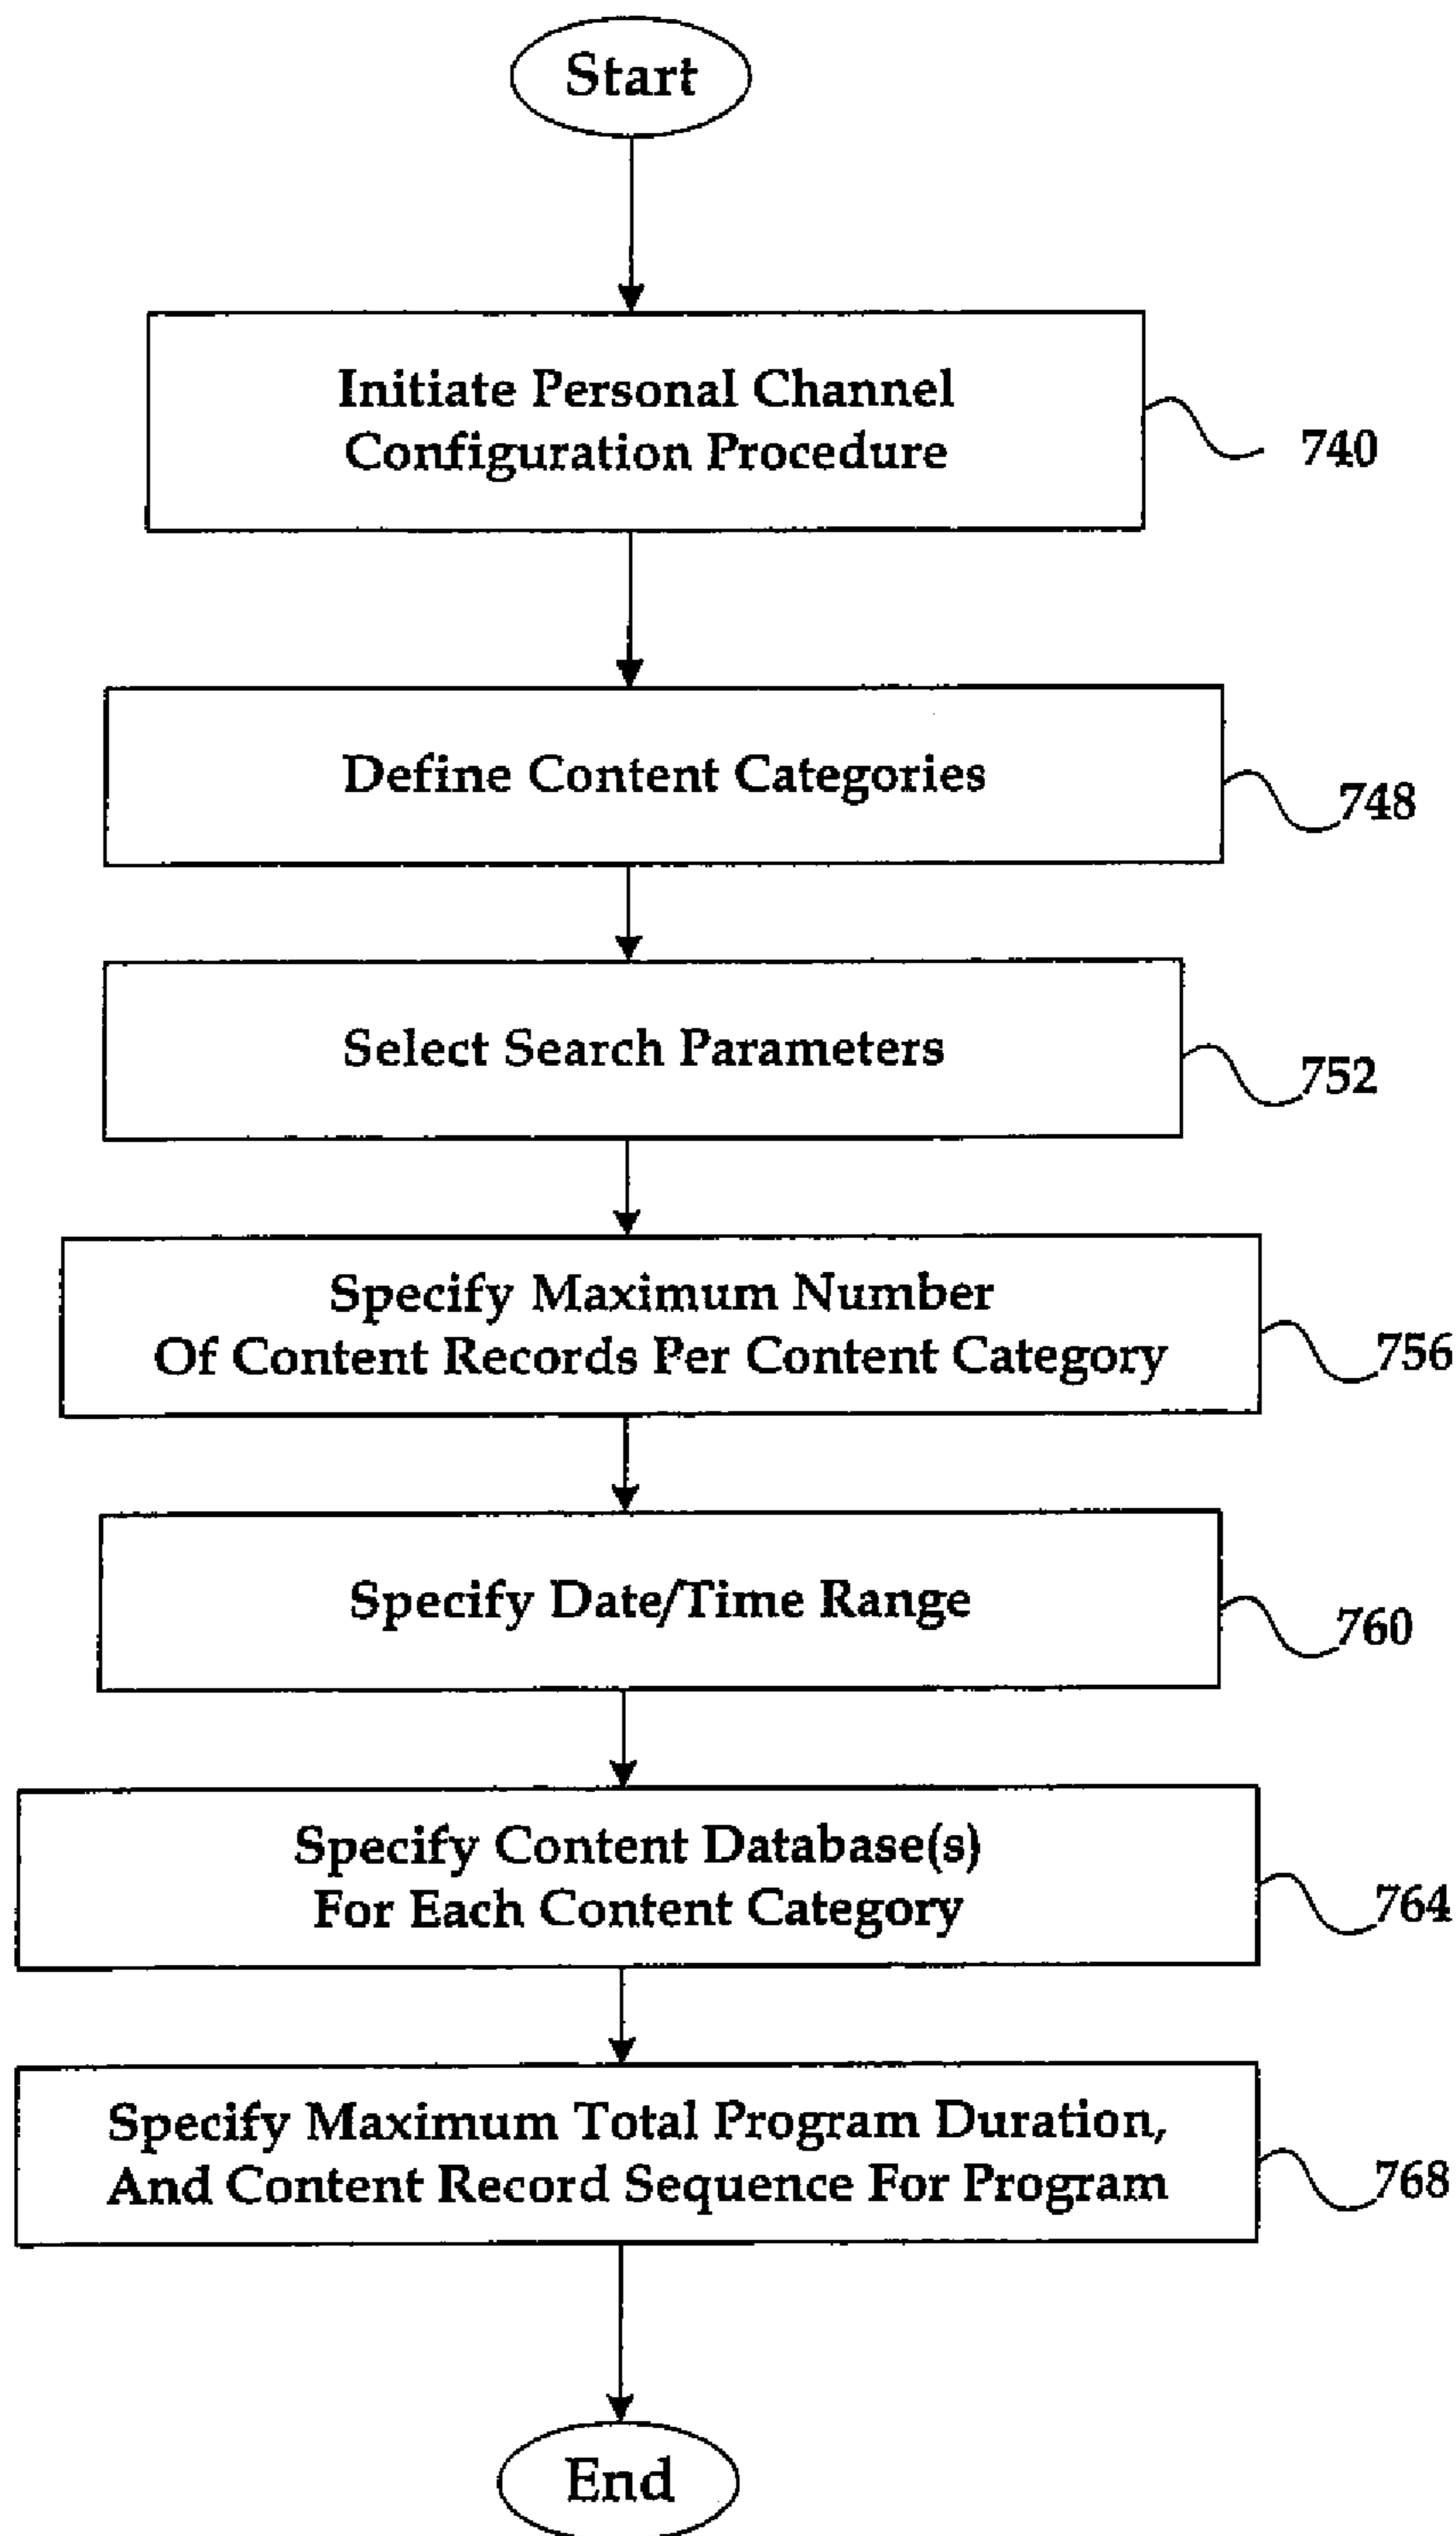 Start
Initiate Personal Channel
Configuration Procedure
740
Define Content Categories
748
Select Search Parameters
752
Specify Maximum Number
Of Content Records Per Content Category
756
Specify Date/Time Range
760
Specify Content Database(s)
For Each Content Category
764
Specify Maximum Total Program Duration,
And Content Record Sequence For Program
768
End